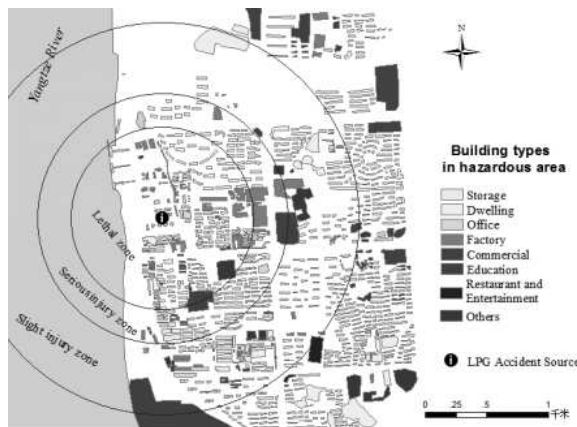 Yangtze River
N
Building types
in hazardous area
Storage
Dwelling
Office
Factory
Commercial
Education
Restaurant and
Entertainment
Others
Lethal zone
Serious injury zone
Slight injury zone
i LPG Accident Source
0 .25 .5 1
千米